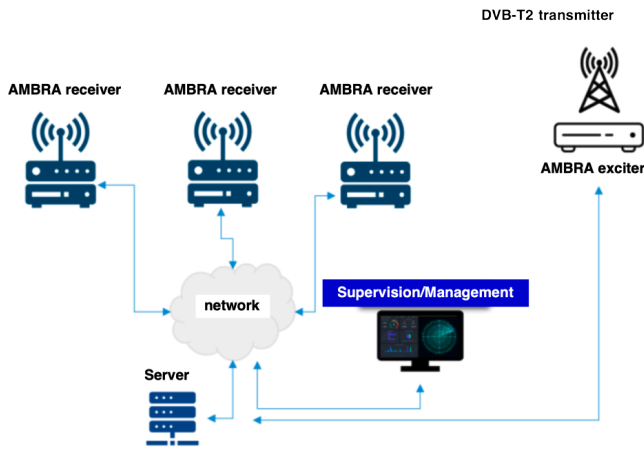 DVB-T2 transmitter
AMBRA receiver
AMBRA receiver
AMBRA receiver
AMBRA exciter
Supervision/Management
network
Server